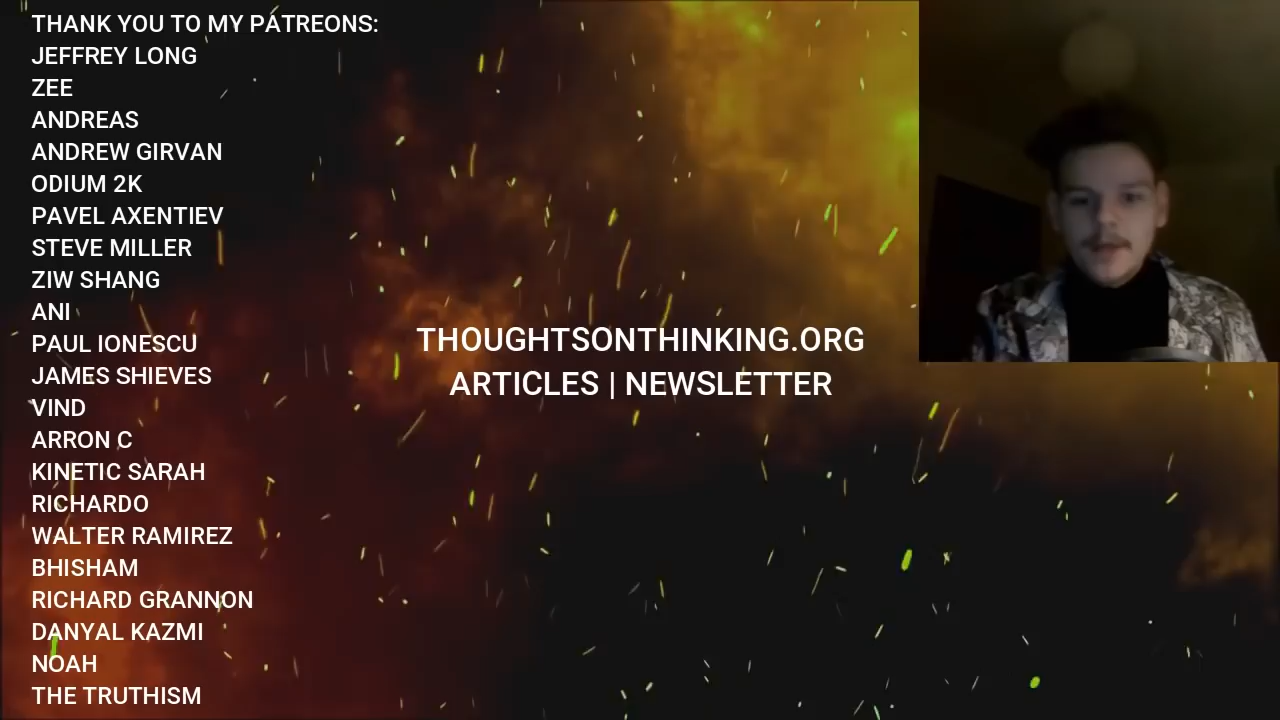 THANK YOU TO MY PATREONS:
JEFFREY LONG
ZEE
ANDREAS
ANDREW GIRVAN
ODIUM 2K
PAVEL AXENTIEV
STEVE MILLER
ZIW SHANG
ANI
PAUL IONESCU
JAMES SHIEVES
VIND
ARRON C
KINETIC SARAH
RICHARDO
WALTER RAMIREZ
BHISHAM
RICHARD GRANNON
DANYAL KAZMI
NOAH
THE TRUTHISM
THOUGHTSONTHINKING.ORG
ARTICLES | NEWSLETTER